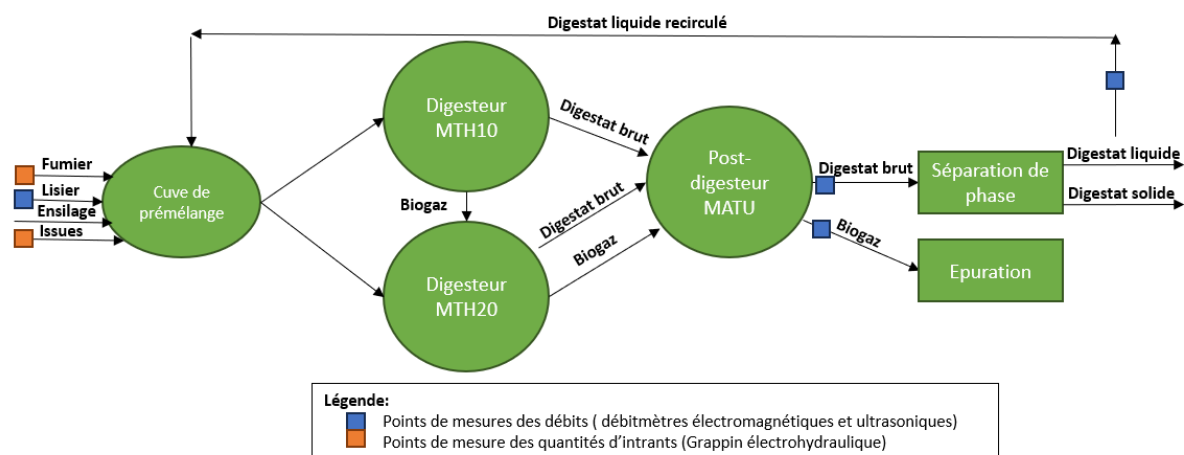 Digestat liquide recirculé
Fumier
Lisier
Ensilage
Issues
Cuve de
prémélange
Digesteur
MTH10
Biogaz
Digesteur
MTH20
Digestat brut
Digestat brut
Biogaz
Post-
digesteur
MATU
Digestat brut
Biogaz
Séparation de
phase
Epuration
Digestat liquide
Digestat solide
Légende:
Points de mesures des débits ( débitmètres électromagnétiques et ultrasoniques)
Points de mesure des quantités d'intrants (Grappin électrohydraulique)